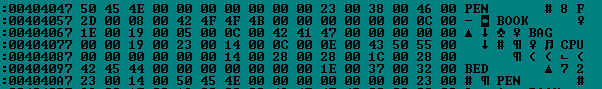 :00404047 50 45 4E 00 00 00 00 00 00 00 23 00 38 00 46 00 PEN # 8 F
:00404057 2D 00 08 00 42 4F 4F 4B 00 00 00 00 00 00 0C 00 - ◘ BOOK ♀
:00404067 1E 00 19 00 05 00 0C 00 42 41 47 00 00 00 00 00 ▲ ↓ ♣ ♀ BAG
:00404077 00 00 19 00 23 00 14 00 0C 00 0E 00 43 50 55 00 ↓ # ¶ ♀ ♫ CPU
:00404087 00 00 00 00 00 00 14 00 28 00 28 00 1C 00 28 00 ¶ ( ( ∟ (
:00404097 42 45 44 00 00 00 00 00 00 00 1E 00 37 00 32 00 BED ▲ 7 2
:004040A7 23 00 14 00 50 45 4E 00 00 00 00 00 00 00 23 00 # ¶ PEN #